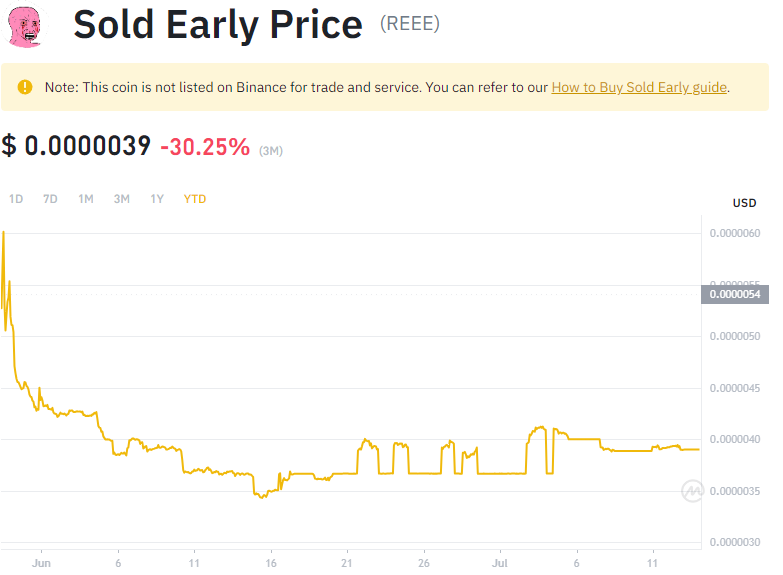 Sold Early Price (REEE)
Note: This coin is not listed on Binance for trade and service. You can refer to our How to Buy Sold Early guide.
$ 0.0000039 -30.25% (3M)
1D 7D 1M 3M 1Y YTD
USD
0.0000060
0.0000055
0.0000054
0.0000050
0.0000045
0.0000040
0.0000035
0.0000030
Jun 6 11 16 21 26 Jul 6 11